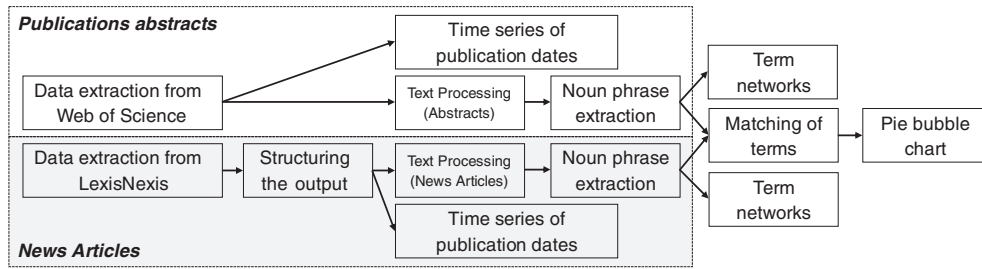 Publications abstracts
Time series of
publication dates
Data extraction from
Web of Science
Text Processing
(Abstracts)
Noun phrase
extraction
Term
networks
Matching of
terms
Pie bubble
chart
Data extraction from
LexisNexis
Structuring
the output
Text Processing
(News Articles)
Noun phrase
extraction
Term
networks
Time series of
publication dates
News Articles